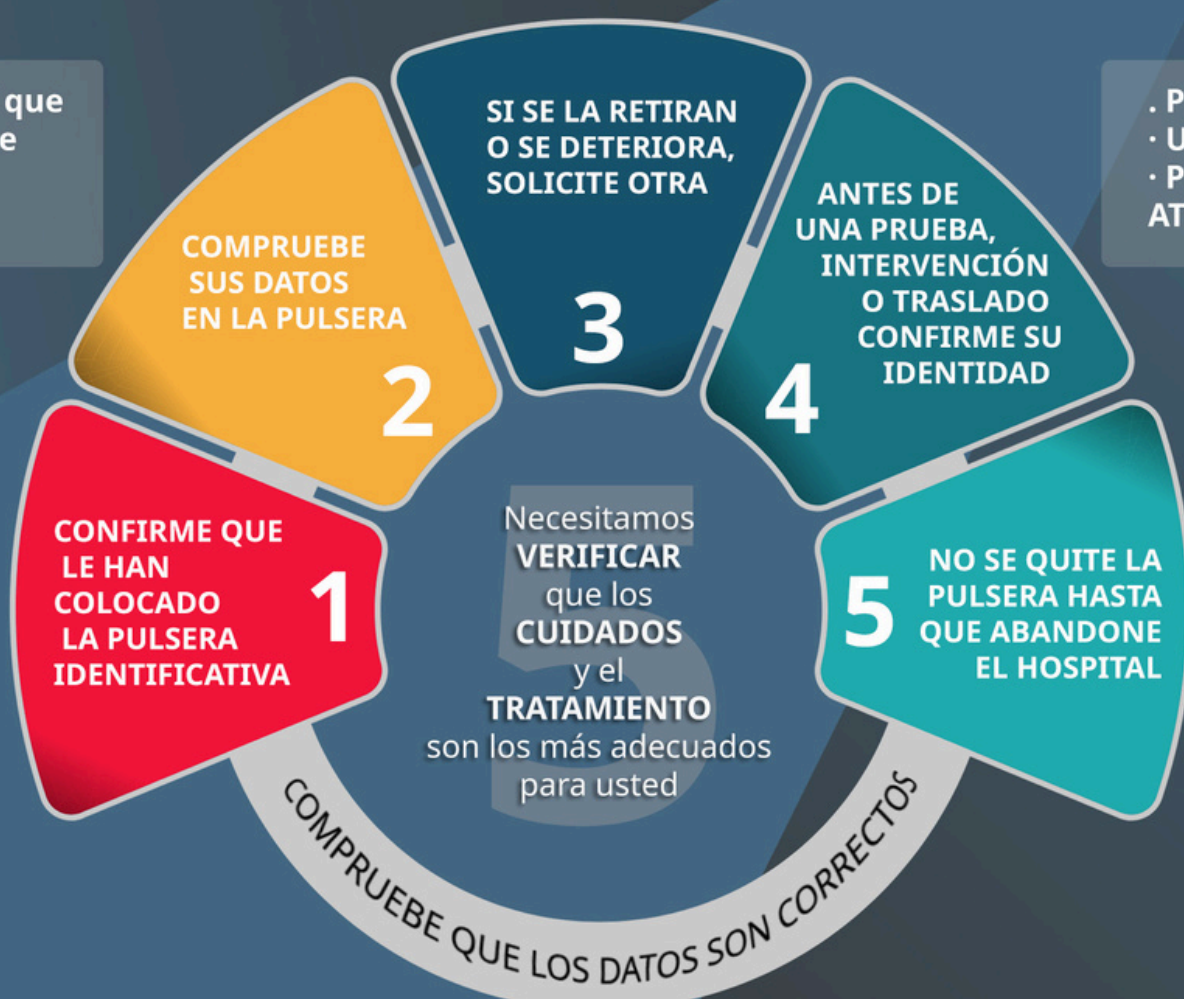 que
e
CONFIRME QUE
LE HAN
COLOCADO
LA PULSERA
IDENTIFICATIVA
1
COMPRUEBE
SUS DATOS
EN LA PULSERA
2
SI SE LA RETIRAN
O SE DETERIORA,
SOLICITE OTRA
3
ANTES DE
UNA PRUEBA,
INTERVENCIÓN
O TRASLADO
CONFIRME SU
IDENTIDAD
4
NO SE QUITE LA
PULSERA HASTA
QUE ABANDONE
EL HOSPITAL
5
. P
· U
· P
AT
5
Necesitamos
VERIFICAR
que los
CUIDADOS
y el
TRATAMIENTO
son los más adecuados
para usted
COMPRUEBE QUE LOS DATOS SON CORRECTOS